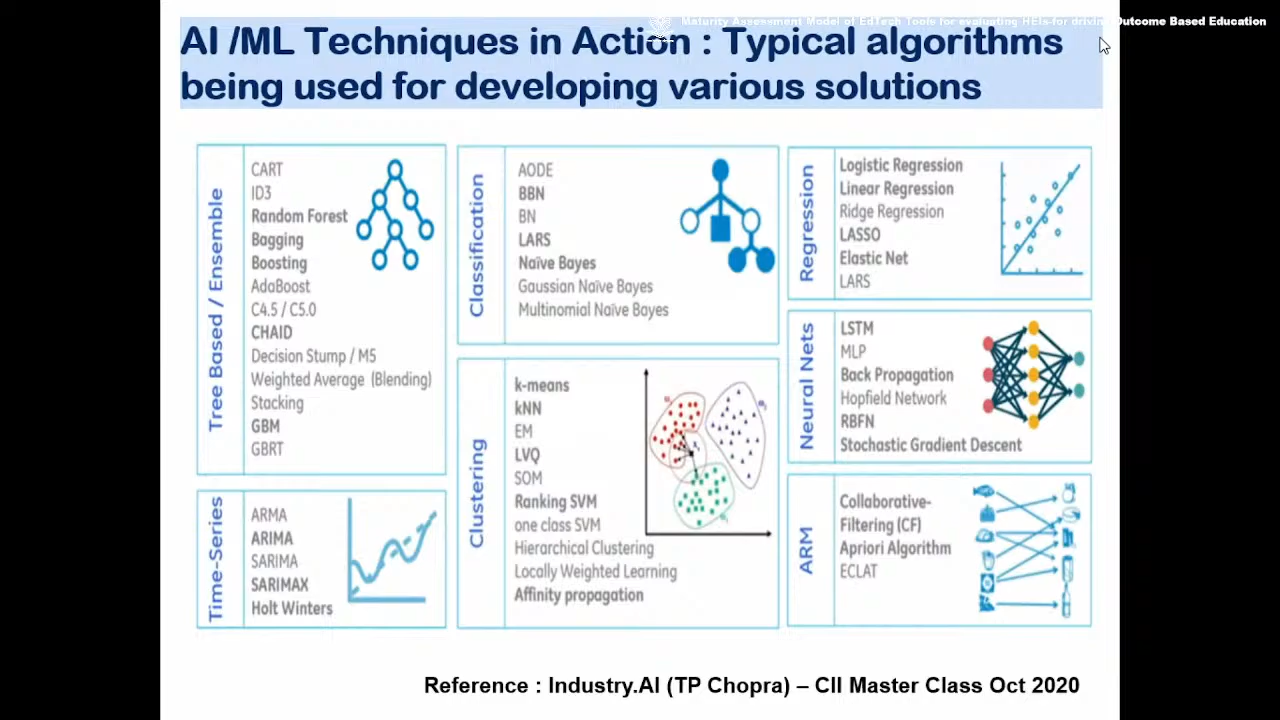 Maturity Assessment Model of EdTech Tools for evaluating HEIs for driving Outcome Based Education
AI /ML Techniques in Action : Typical algorithms
being used for developing various solutions
Tree Based / Ensemble
CART
ID3
Random Forest
Bagging
Boosting
AdaBoost
C4.5 / C5.0
CHAID
Decision Stump / M5
Weighted Average (Blending)
Stacking
GBM
GBRT
Time-Series
ARMA
ARIMA
SARIMA
SARIMAX
Holt Winters
Classification
AODE
BBN
BN
LARS
Naïve Bayes
Gaussian Naïve Bayes
Multinomial Naïve Bayes
Clustering
k-means
kNN
EM
LVQ
SOM
Ranking SVM
one class SVM
Hierarchical Clustering
Locally Weighted Learning
Affinity propagation
Regression
Logistic Regression
Linear Regression
Ridge Regression
LASSO
Elastic Net
LARS
Neural Nets
LSTM
MLP
Back Propagation
Hopfield Network
RBFN
Stochastic Gradient Descent
ARM
Collaborative-
Filtering (CF)
Apriori Algorithm
ECLAT
Reference : Industry.AI (TP Chopra) – CII Master Class Oct 2020